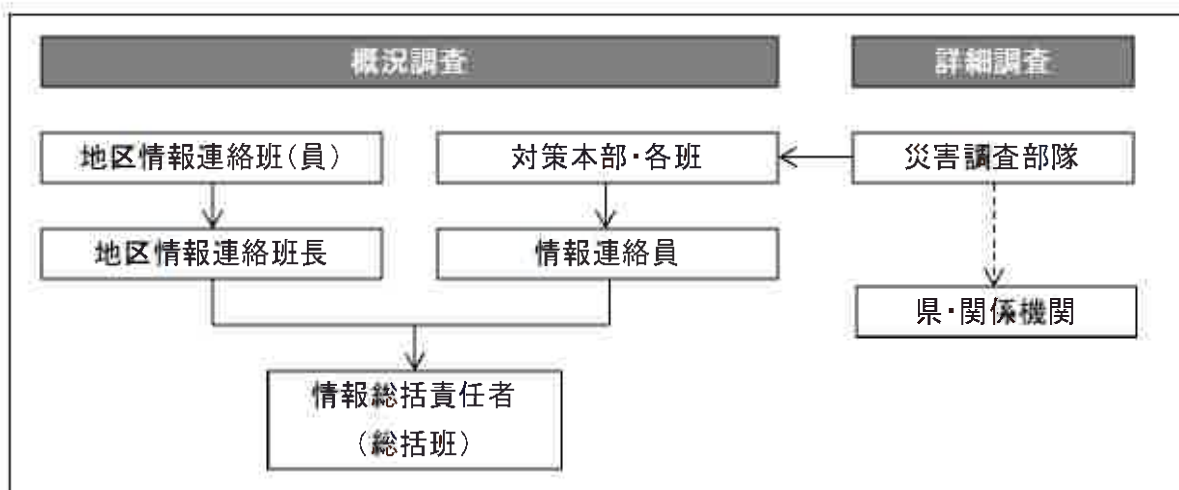 概況調査
詳細調査
地区情報連絡班（員）
対策本部・各班
災害調査部隊
地区情報連絡班長
情報連絡員
県・関係機関
情報総括責任者
（総括班）